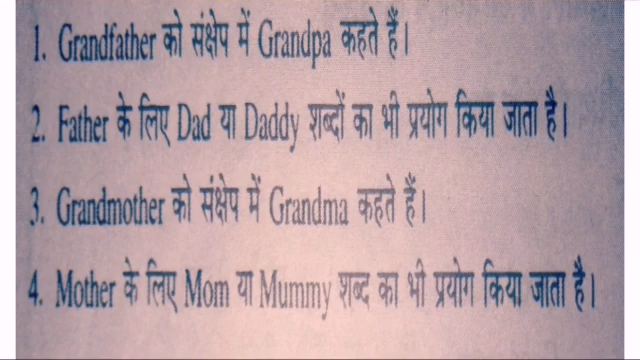 1. Grandfather को संक्षेप में Grandpa कहते हैं।
2. Father के लिए Dad या Daddy शब्दों का भी प्रयोग किया जाता है।
3. Grandmother को संक्षेप में Grandma कहते हैं।
4. Mother के लिए Mom या Mummy शब्द का भी प्रयोग किया जाता है।